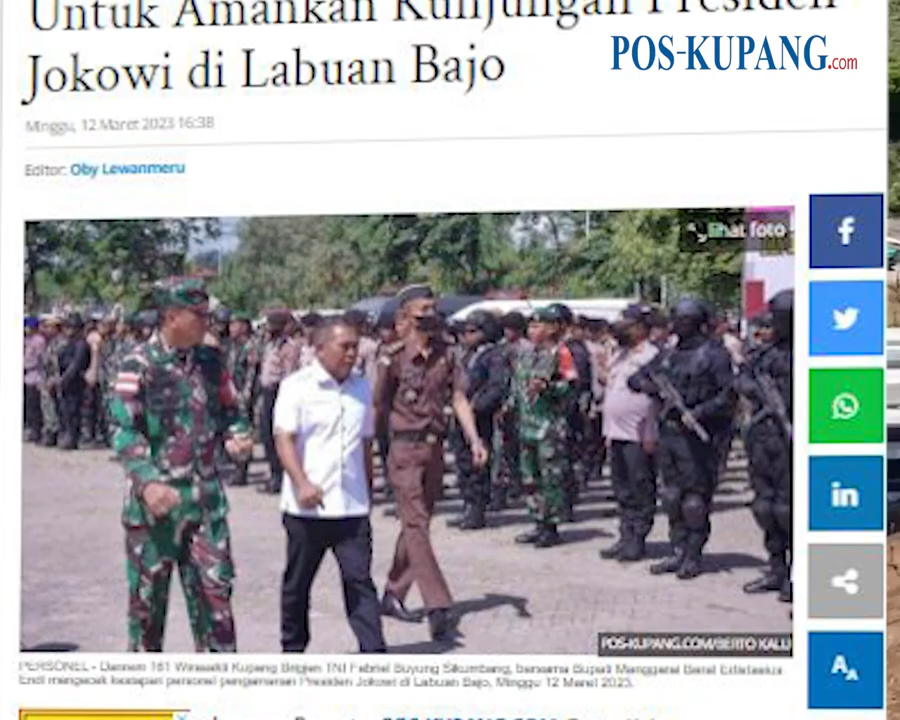 Untuk Amankan Kunjungan Presiden
Jokowi di Labuan Bajo
POS-KUPANG.com
Minggu, 12 Maret 2023 16:38
Editor: Oby Lewanmeru
lihat foto
POS-KUPANG.COM/BERTO KALU
PERSONEL - Danrem 161 Wirasakti Kupang Brigjen TNI Febriel Buyung Sikumbang, bersama Bupati Manggarai Barat Edistasius
Endi mengecek kesiapan personel pengamanan Presiden Jokowi di Labuan Bajo, Minggu 12 Maret 2023.